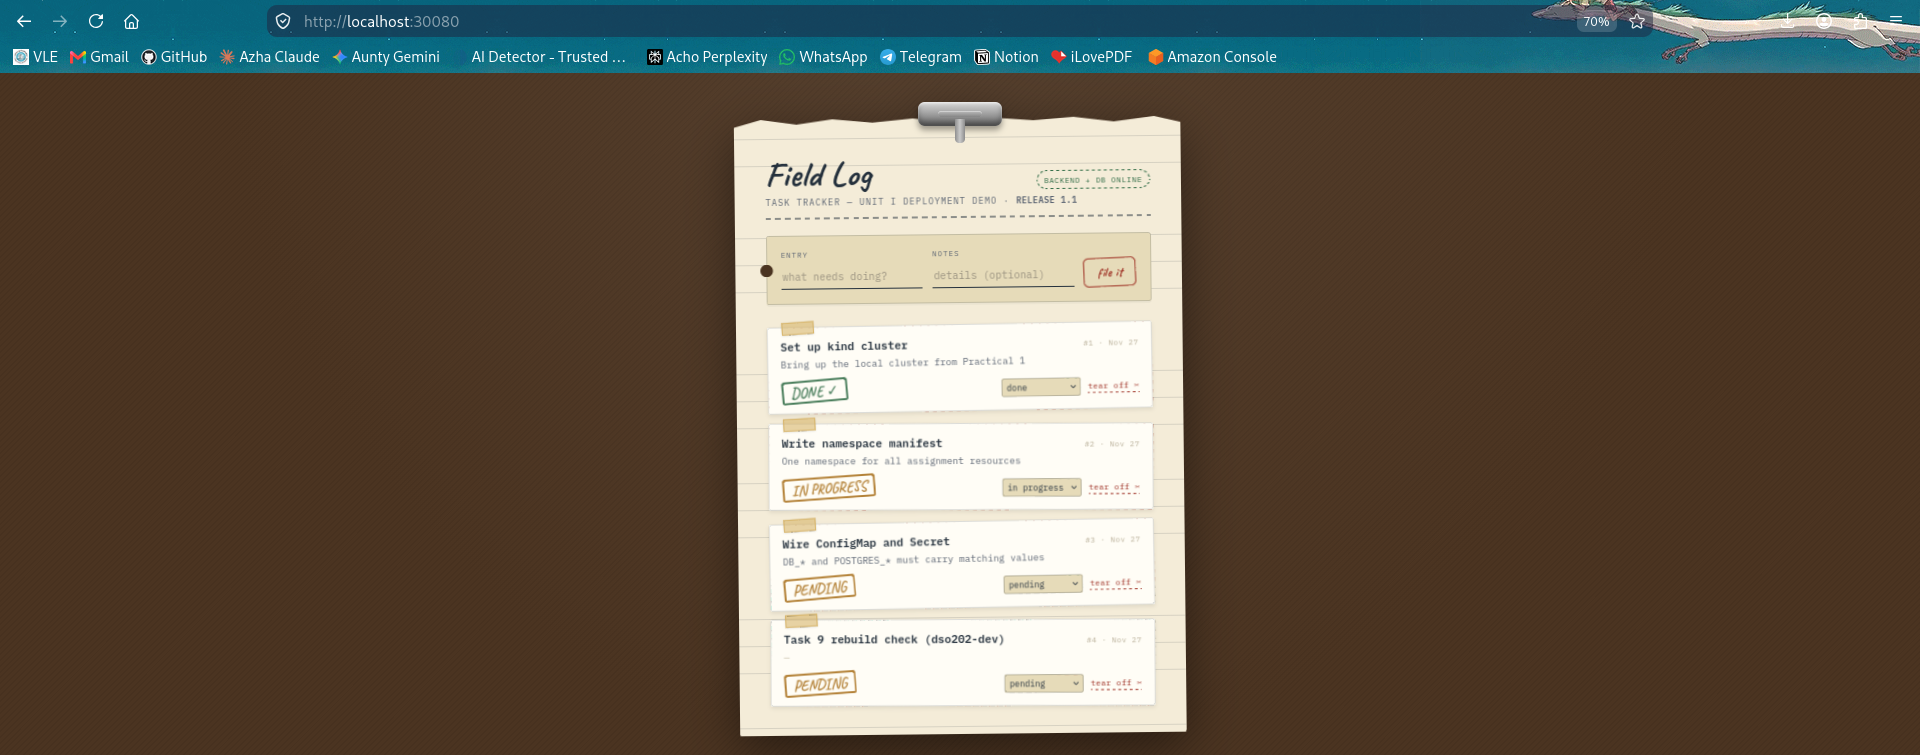 http://localhost:30080
70%
VLE Gmail GitHub Azha Claude Aunty Gemini AI Detector - Trusted ... Acho Perplexity WhatsApp Telegram Notion iLovePDF Amazon Console
Field Log
BACKEND + DB ONLINE
TASK TRACKER — UNIT I DEPLOYMENT DEMO · RELEASE 1.1
ENTRY NOTES
what needs doing? details (optional) file it
Set up kind cluster #1 · Nov 27
Bring up the local cluster from Practical 1
DONE ✓ done tear off ✂
Write namespace manifest #2 · Nov 27
One namespace for all assignment resources
IN PROGRESS in progress tear off ✂
Wire ConfigMap and Secret #3 · Nov 27
DB_* and POSTGRES_* must carry matching values
PENDING pending tear off ✂
Task 9 rebuild check (dso202-dev) #4 · Nov 27
—
PENDING pending tear off ✂